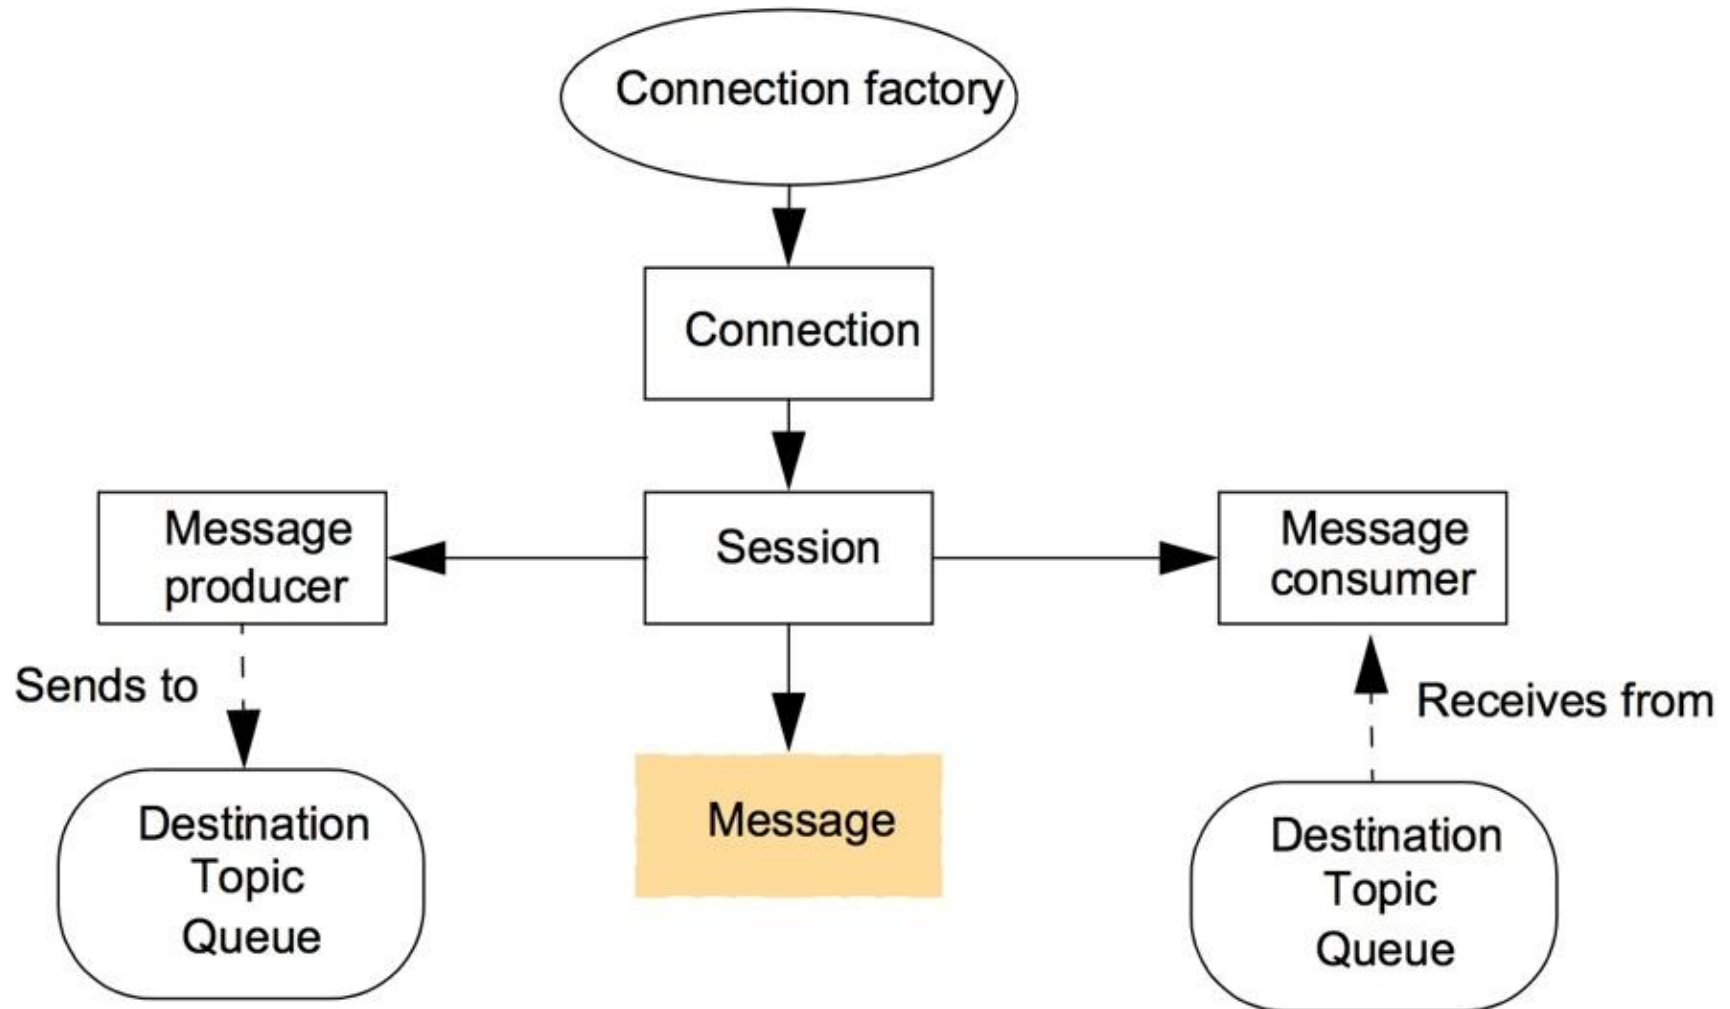 Connection factory
Connection
Message
producer
Session
Message
consumer
Sends to
Receives from
Destination
Topic
Queue
Message
Destination
Topic
Queue